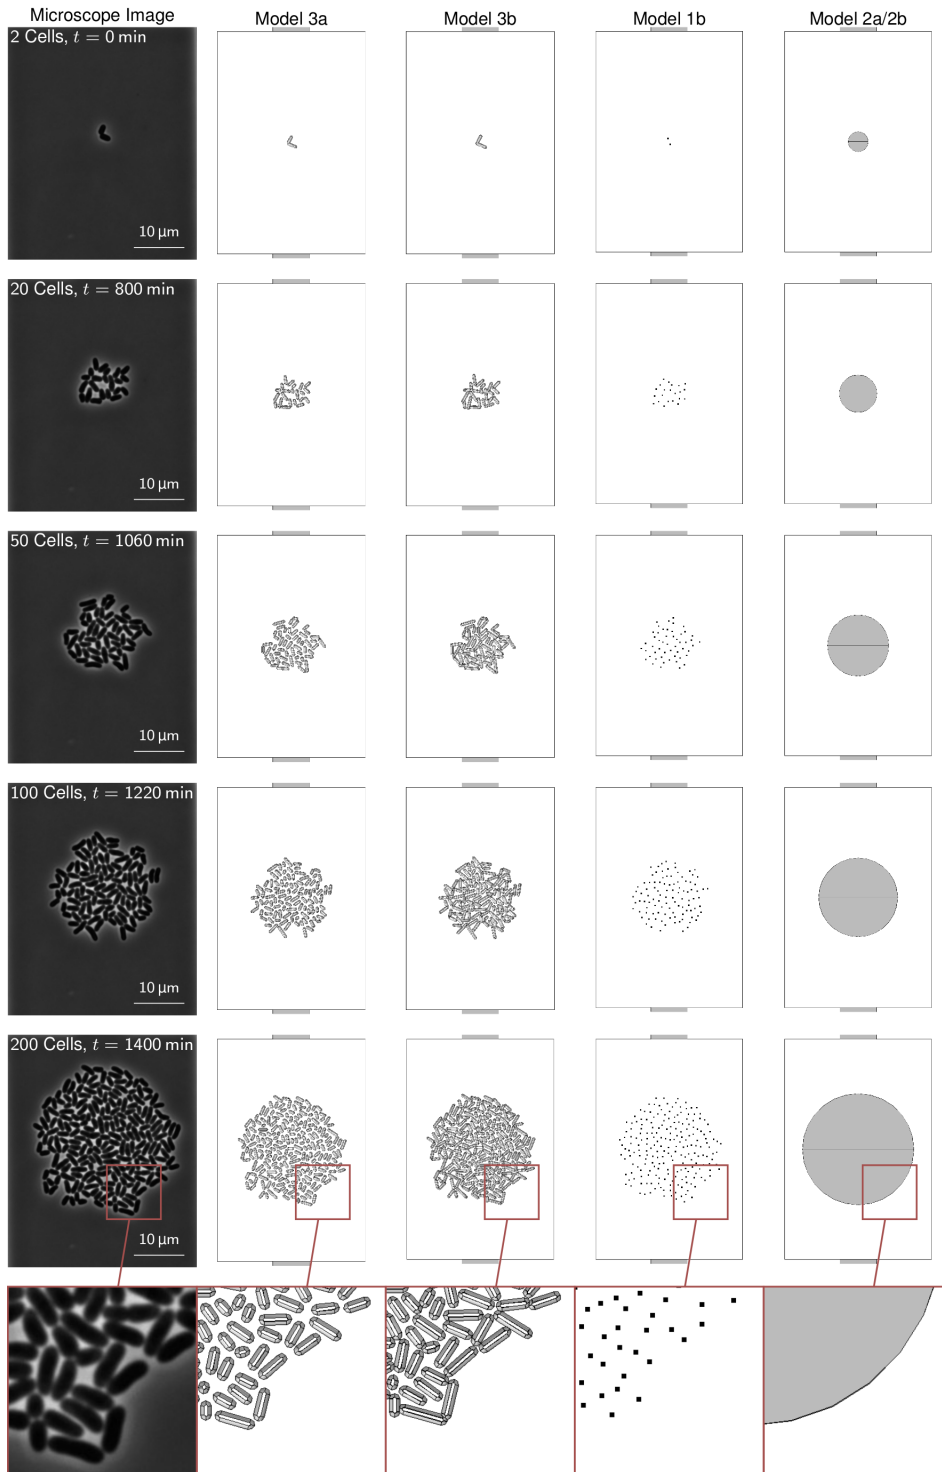 Microscope Image
Model 3a
Model 3b
Model 1b
Model 2a/2b
2 Cells, t = 0 min
10 µm
20 Cells, t = 800 min
10 µm
50 Cells, t = 1060 min
10 µm
100 Cells, t = 1220 min
10 µm
200 Cells, t = 1400 min
10 µm